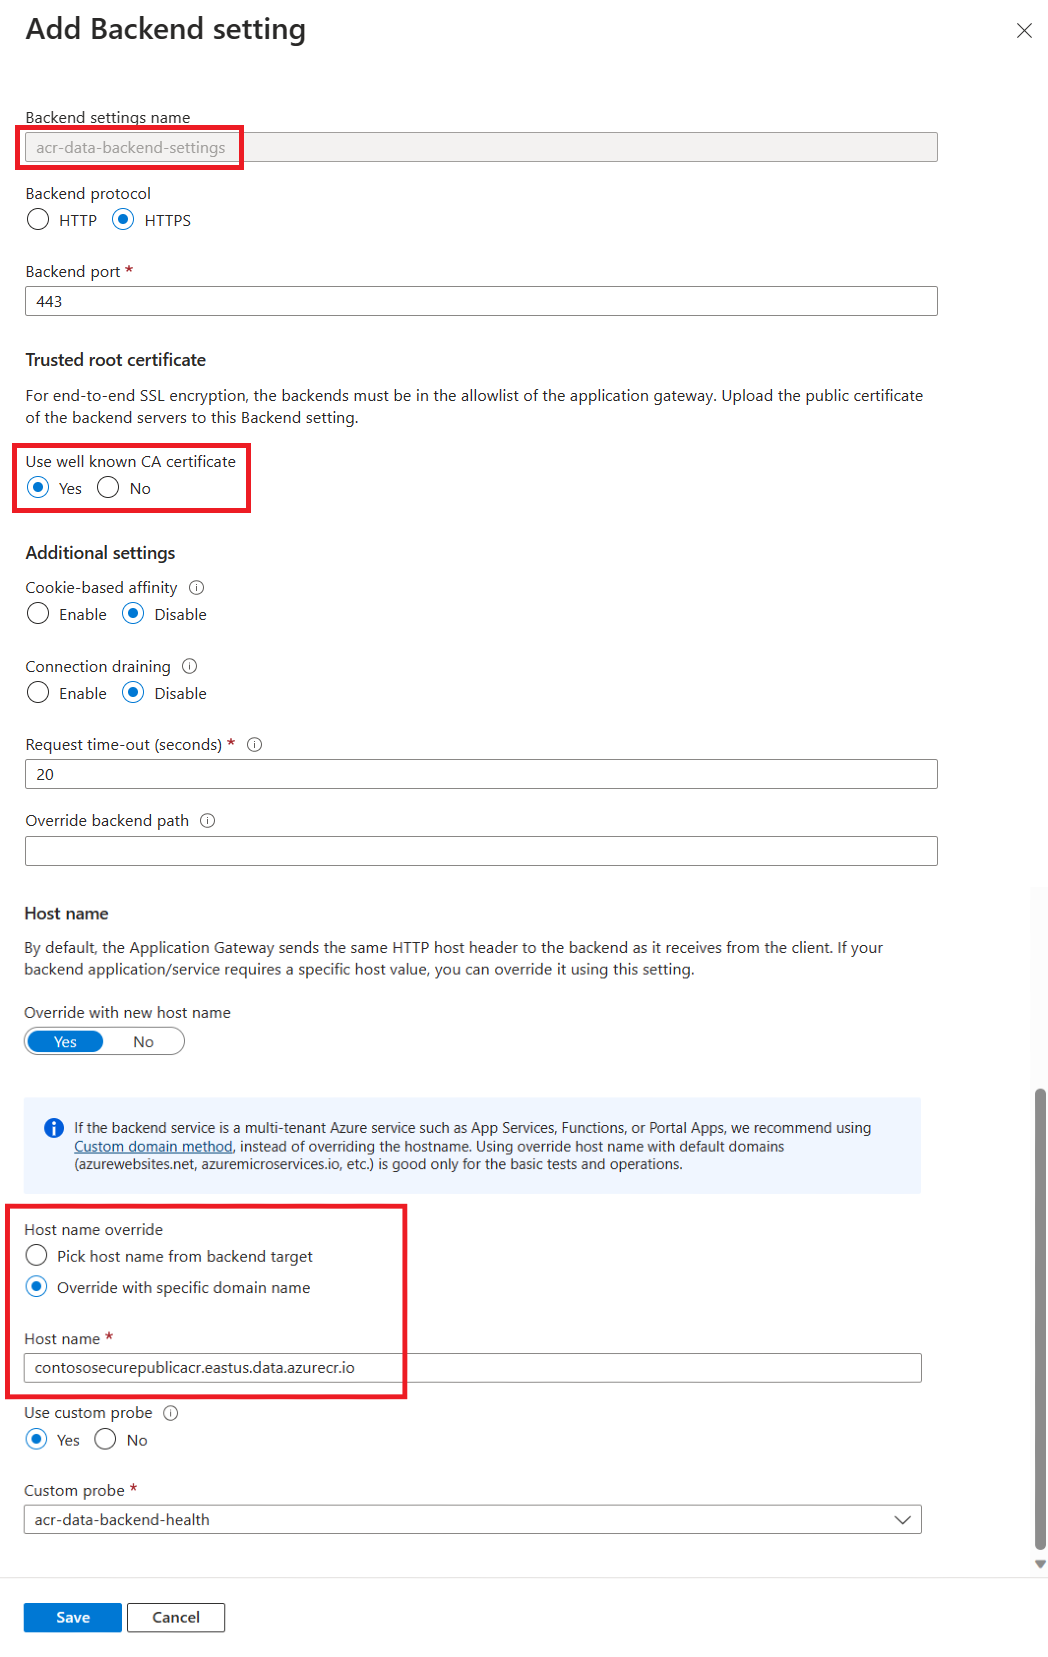 Add Backend setting
Backend settings name
acr-data-backend-settings
Backend protocol
HTTP HTTPS
Backend port *
443
Trusted root certificate
For end-to-end SSL encryption, the backends must be in the allowlist of the application gateway. Upload the public certificate
of the backend servers to this Backend setting.
Use well known CA certificate
Yes No
Additional settings
Cookie-based affinity
Enable Disable
Connection draining
Enable Disable
Request time-out (seconds) *
20
Override backend path
Host name
By default, the Application Gateway sends the same HTTP host header to the backend as it receives from the client. If your
backend application/service requires a specific host value, you can override it using this setting.
Override with new host name
Yes No
If the backend service is a multi-tenant Azure service such as App Services, Functions, or Portal Apps, we recommend using
Custom domain method, instead of overriding the hostname. Using override host name with default domains
(azurewebsites.net, azuremicroservices.io, etc.) is good only for the basic tests and operations.
Host name override
Pick host name from backend target
Override with specific domain name
Host name *
contososecurepublicacr.eastus.data.azurecr.io
Use custom probe
Yes No
Custom probe *
acr-data-backend-health
Save Cancel